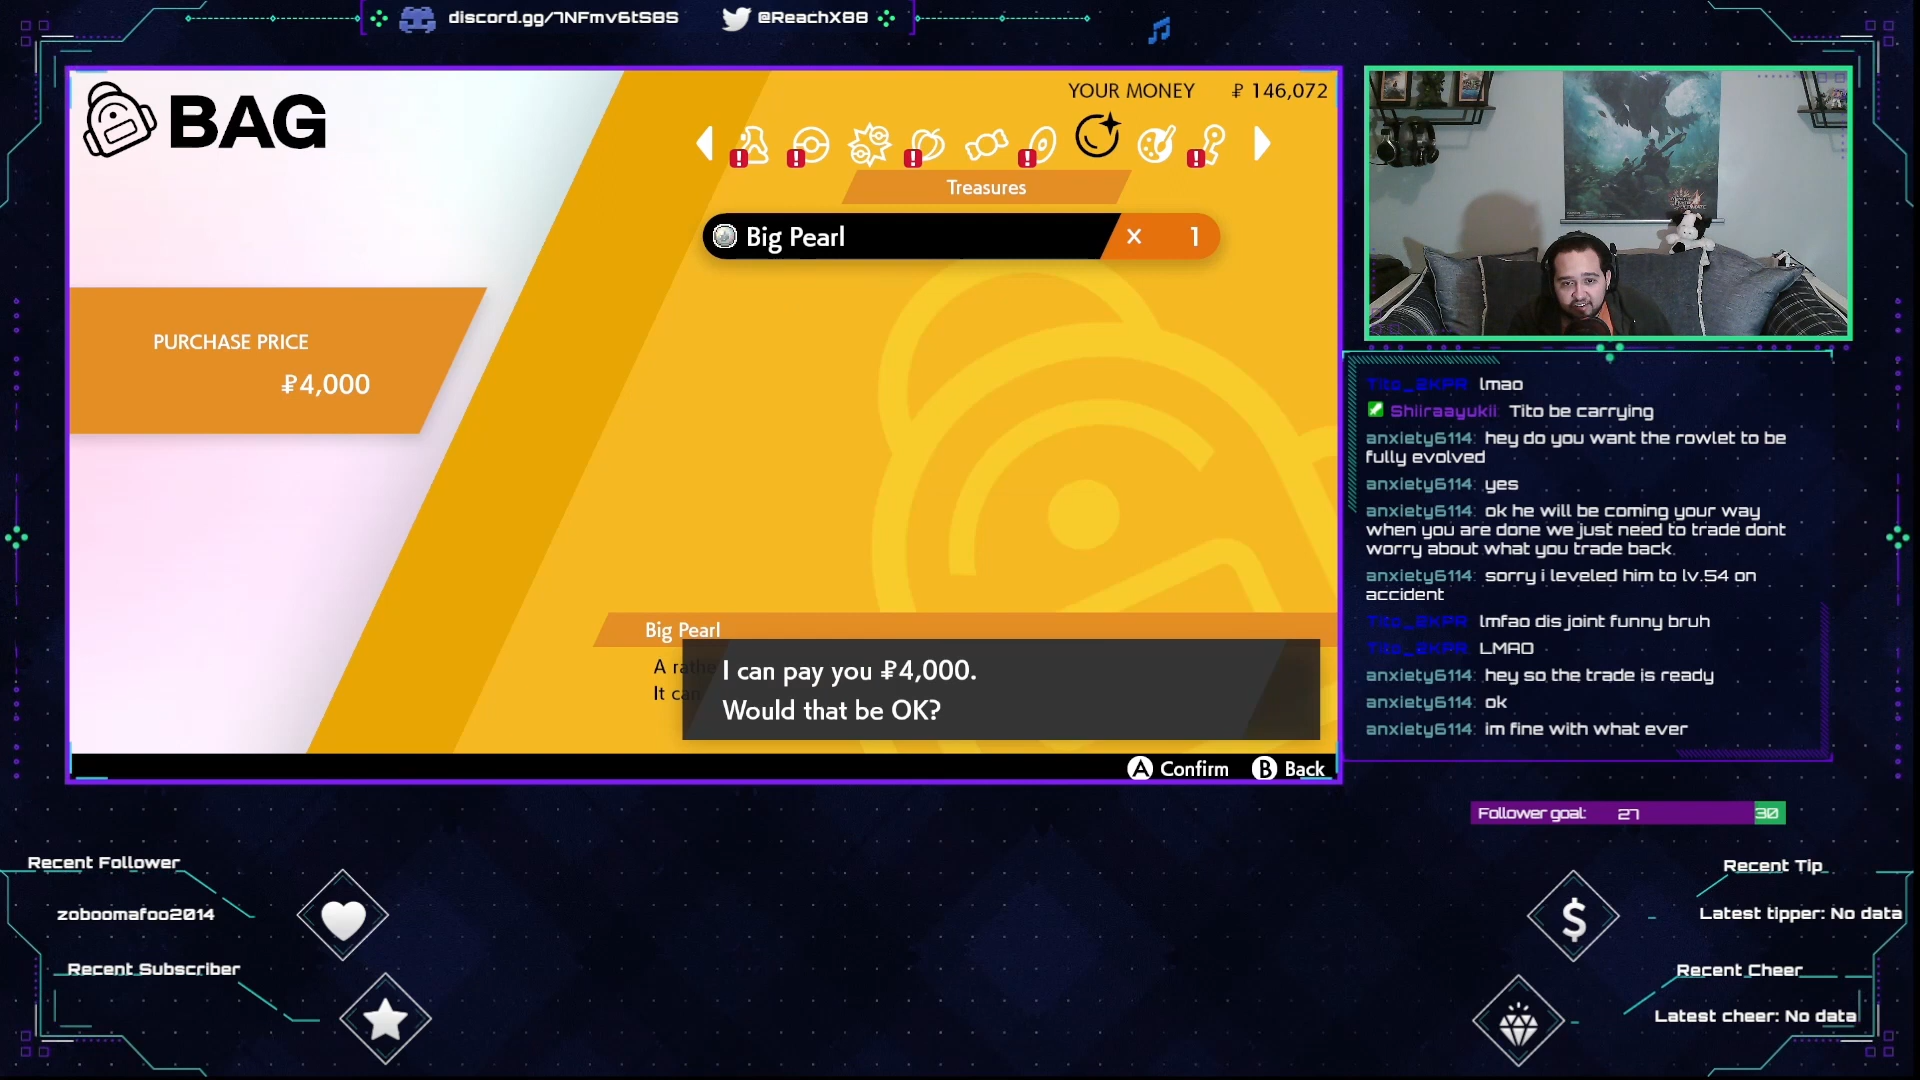 discord.gg/7NFmv6tS8S
@ReachX88
BAG
YOUR MONEY ₽ 146,072
Treasures
Big Pearl × 1
PURCHASE PRICE
₽4,000
Big Pearl
A rathe
It can
I can pay you ₽4,000.
Would that be OK?
A Confirm B Back
Tito_2KPR lmao
Shiiraayukii: Tito be carrying
anxiety6114: hey do you want the rowlet to be
fully evolved
anxiety6114: yes
anxiety6114: ok he will be coming your way
when you are done we just need to trade dont
worry about what you trade back
anxiety6114: sorry i leveled him to lv.54 on
accident
Tito_2KPR lmfao dis joint funny bruh
Tito_2KPR LMAO
anxiety6114: hey so the trade is ready
anxiety6114: ok
anxiety6114: im fine with what ever
Follower goal: 27 30
Recent Follower
zoboomafoo2014
Recent Subscriber
Recent Tip
Latest tipper: No data
Recent Cheer
Latest cheer: No data